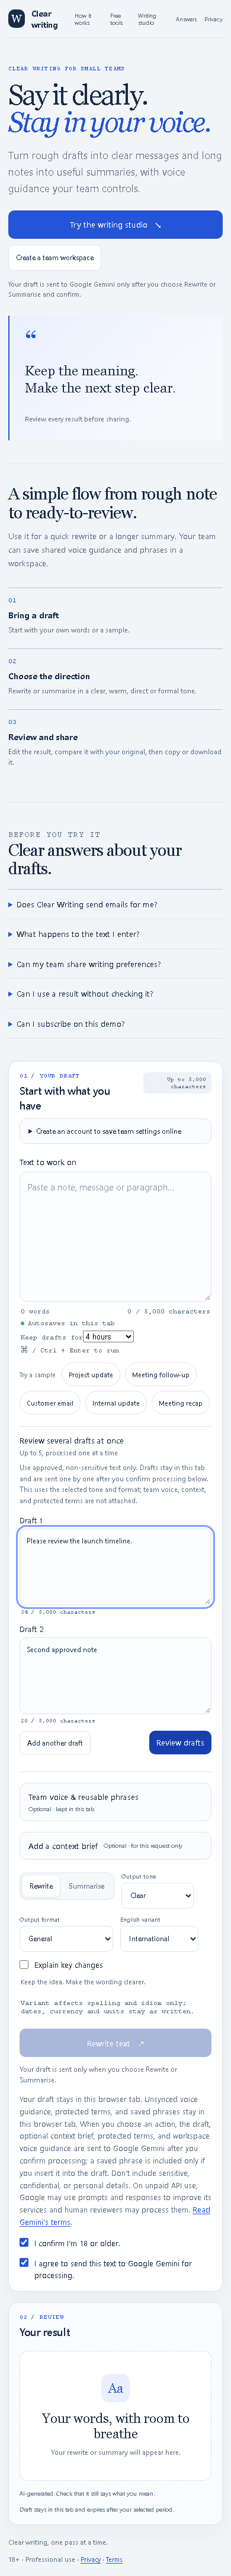 W
Clear writing
How it works
Free tools
Writing studio
Answers
Privacy
CLEAR WRITING FOR SMALL TEAMS
Say it clearly.
Stay in your voice.
Turn rough drafts into clear messages and long
notes into useful summaries, with voice
guidance your team controls.
Try the writing studio ↘
Create a team workspace
Your draft is sent to Google Gemini only after you choose Rewrite or
Summarise and confirm.
“
Keep the meaning.
Make the next step clear.
Review every result before sharing.
A simple flow from rough note
to ready-to-review.
Use it for a quick rewrite or a longer summary. Your team
can save shared voice guidance and phrases in a
workspace.
01
Bring a draft
Start with your own words or a sample.
02
Choose the direction
Rewrite or summarise in a clear, warm, direct or formal tone.
03
Review and share
Edit the result, compare it with your original, then copy or download
it.
BEFORE YOU TRY IT
Clear answers about your
drafts.
Does Clear Writing send emails for me?
What happens to the text I enter?
Can my team share writing preferences?
Can I use a result without checking it?
Can I subscribe on this demo?
01 / YOUR DRAFT
Start with what you
have
Up to 5,000
characters
Create an account to save team settings online
Text to work on
Paste a note, message or paragraph...
0 words
0 / 5,000 characters
Autosaves in this tab
Keep drafts for 4 hours
⌘ / Ctrl + Enter to run
Try a sample
Project update
Meeting follow-up
Customer email
Internal update
Meeting recap
Review several drafts at once
Up to 5, processed one at a time
Use approved, non-sensitive text only. Drafts stay in this tab
and are sent one by one after you confirm processing below.
This uses the selected tone and format; team voice, context,
and protected terms are not attached.
Draft 1
Please review the launch timeline.
34 / 5,000 characters
Draft 2
Second approved note
20 / 5,000 characters
Add another draft
Review drafts
Team voice & reusable phrases
Optional · kept in this tab
Add a context brief Optional · for this request only
Rewrite
Summarise
Output tone
Clear
Output format
General
English variant
International
Explain key changes
Keep the idea. Make the wording clearer.
Variant affects spelling and idiom only;
dates, currency and units stay as written.
Rewrite text ↗
Your draft is sent only when you choose Rewrite or
Summarise.
Your draft stays in this browser tab. Unsynced voice
guidance, protected terms, and saved phrases stay in
this browser tab. When you choose an action, the draft,
optional context brief, protected terms, and workspace
voice guidance are sent to Google Gemini after you
confirm processing; a saved phrase is included only if
you insert it into the draft. Don't include sensitive,
confidential, or personal details. On unpaid API use,
Google may use prompts and responses to improve its
services and human reviewers may process them. Read
Gemini's terms.
I confirm I'm 18 or older.
I agree to send this text to Google Gemini for
processing.
02 / REVIEW
Your result
Aa
Your words, with room to
breathe
Your rewrite or summary will appear here.
AI-generated. Check that it still says what you mean.
Draft stays in this tab and expires after your selected period.
Clear writing, one pass at a time.
18+ · Professional use · Privacy · Terms